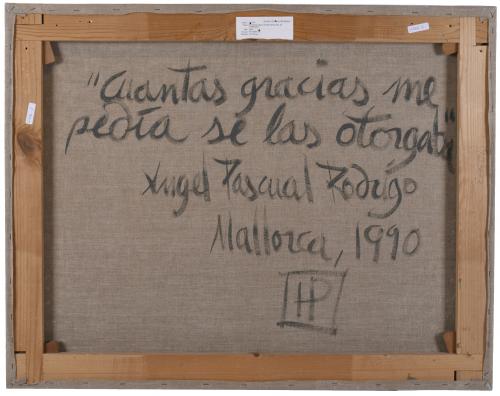 "Cuantas gracias me
pedía se las otorgaba"
Angel Pascual Rodrigo
Mallorca, 1990
HP